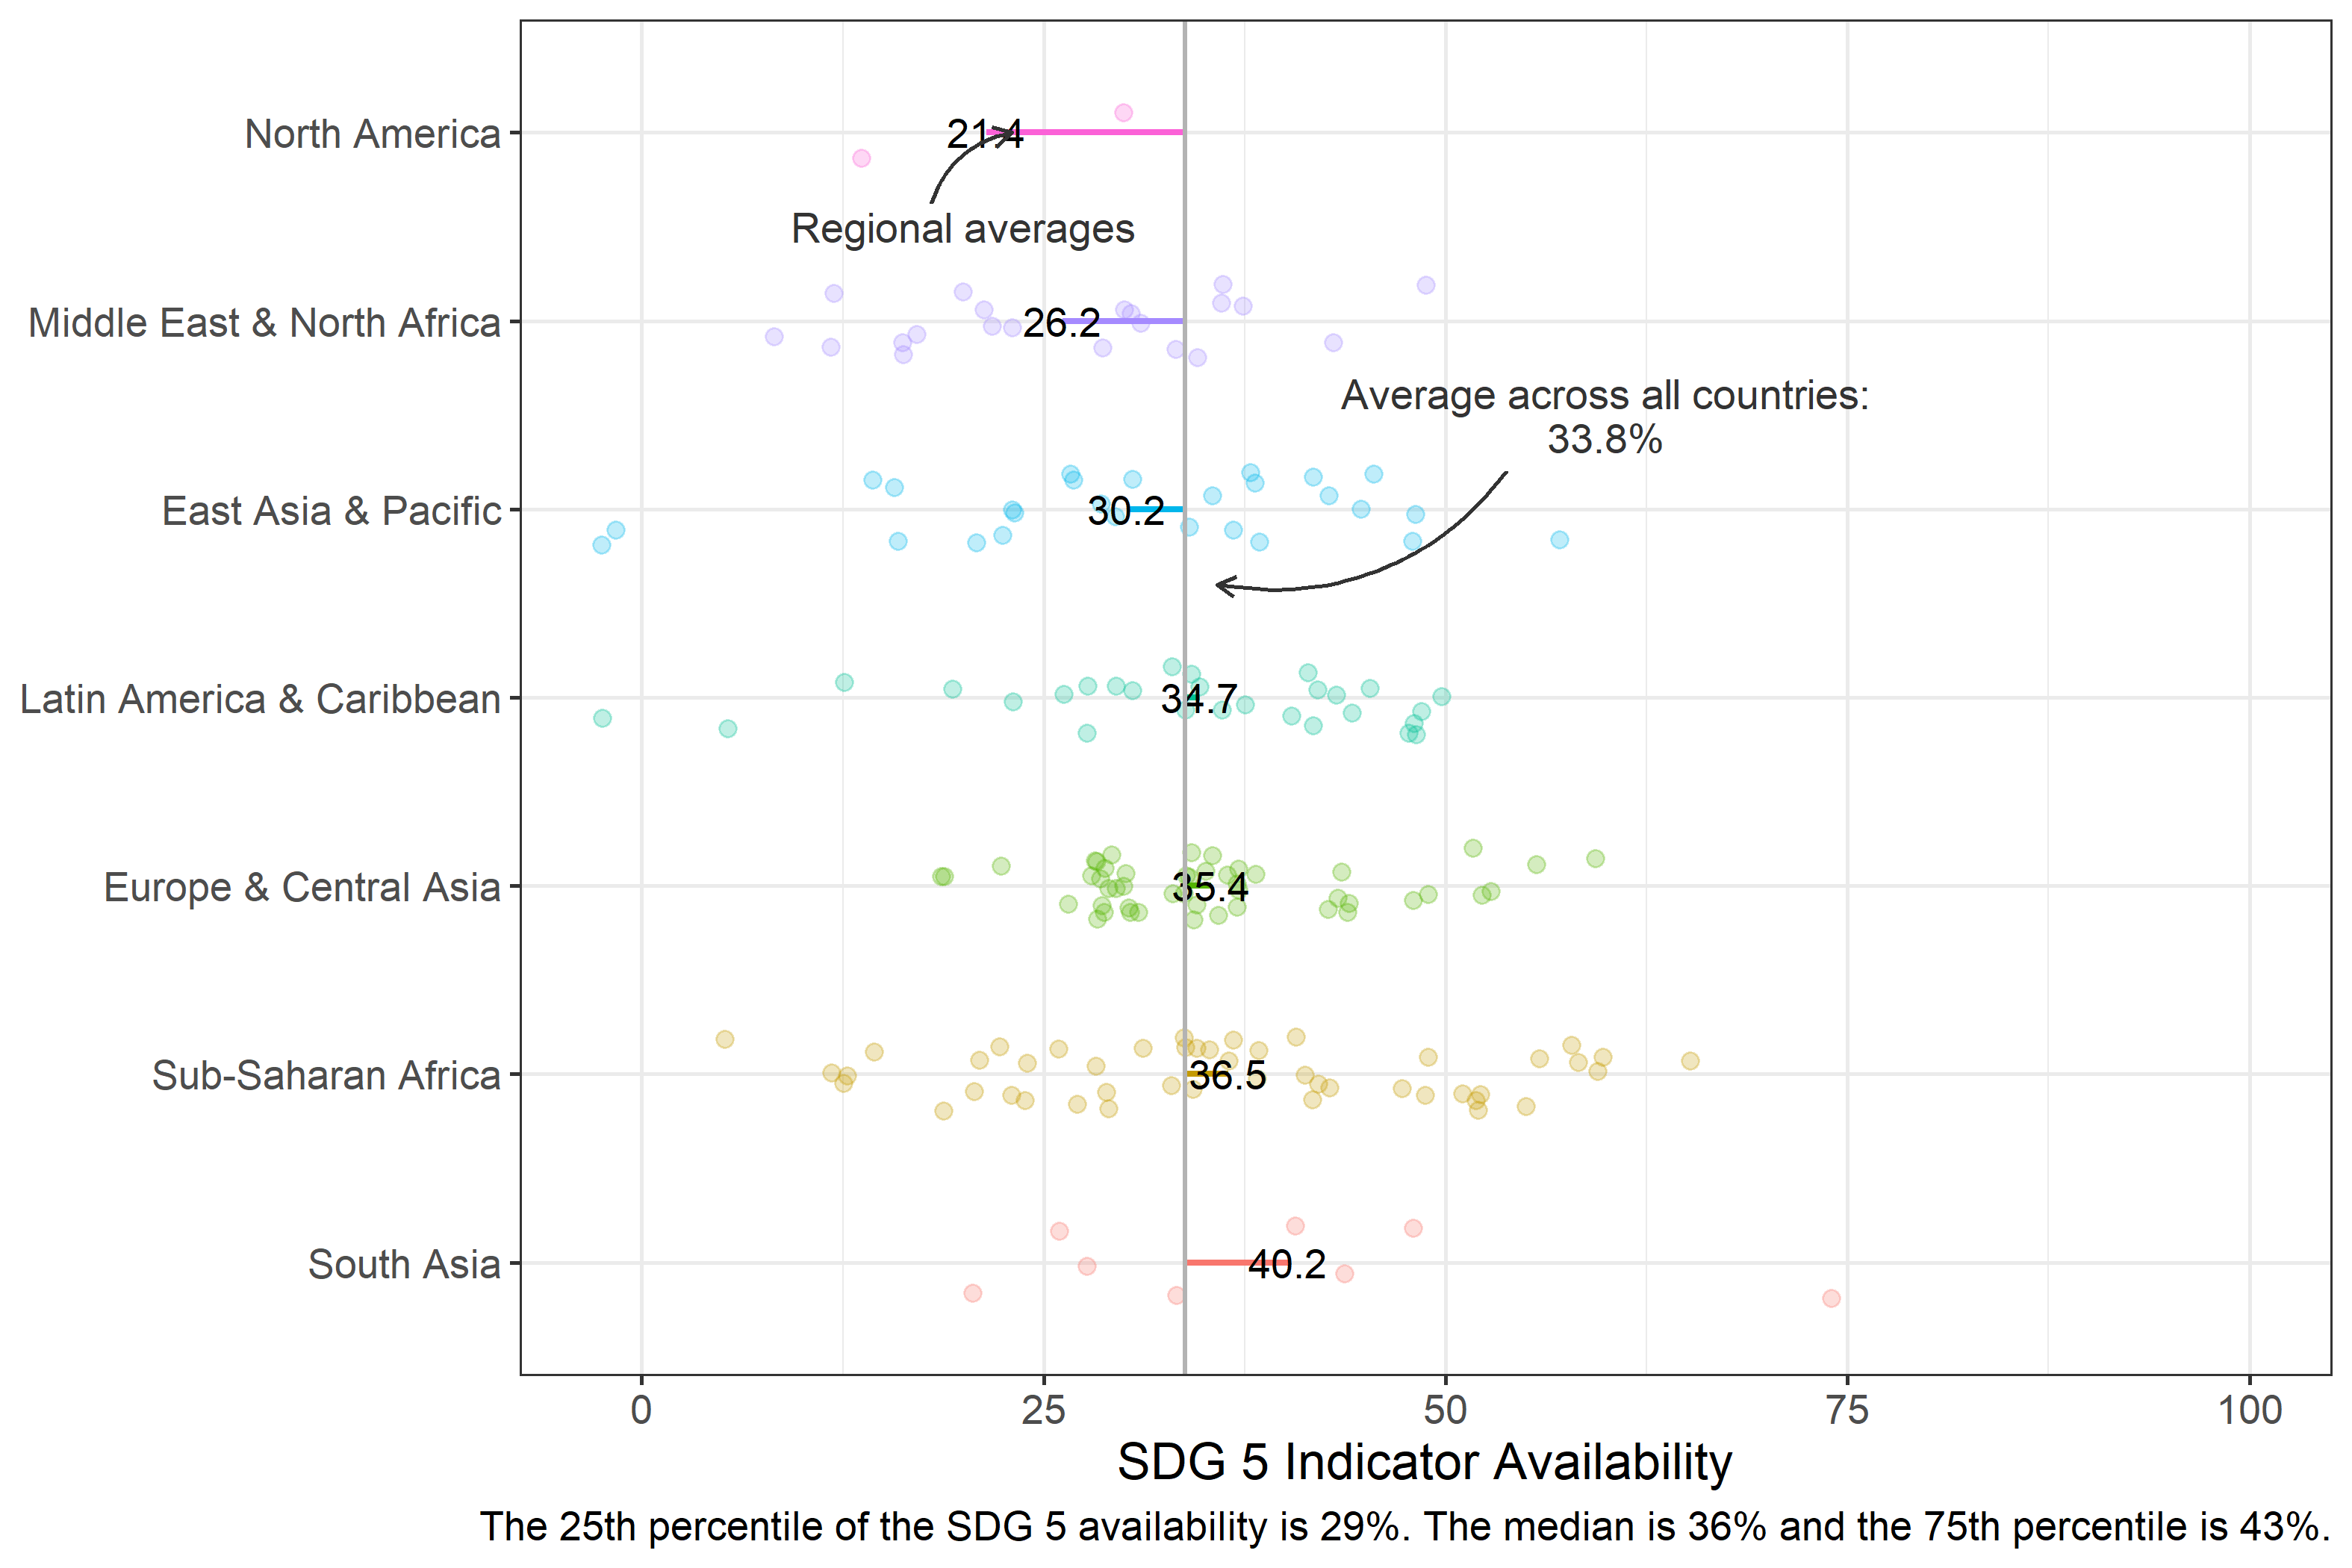 North America
21.4
Regional averages
Middle East & North Africa
26.2
Average across all countries:
33.8%
East Asia & Pacific
30.2
Latin America & Caribbean
34.7
Europe & Central Asia
35.4
Sub-Saharan Africa
36.5
South Asia
40.2
0 25 50 75 100
SDG 5 Indicator Availability
The 25th percentile of the SDG 5 availability is 29%. The median is 36% and the 75th percentile is 43%.